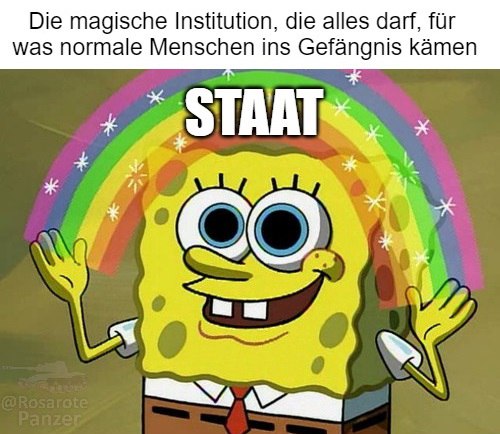 Die magische Institution, die alles darf, für
was normale Menschen ins Gefängnis kämen
STAAT
@Rosarote
Panzer